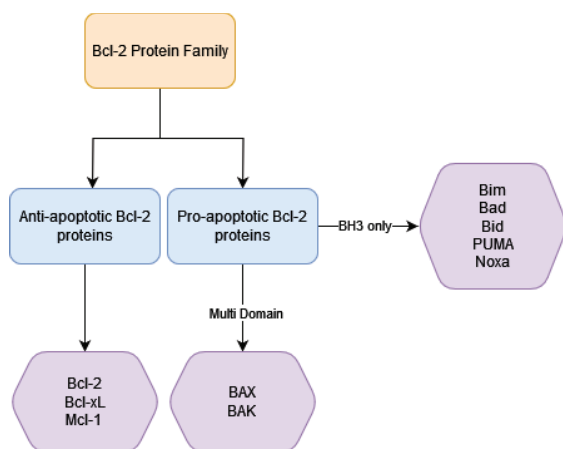 Bcl-2 Protein Family
Anti-apoptotic Bcl-2
proteins
Pro-apoptotic Bcl-2
proteins
BH3 only
Bim
Bad
Bid
PUMA
Noxa
Multi Domain
Bcl-2
Bcl-xL
Mcl-1
BAX
BAK